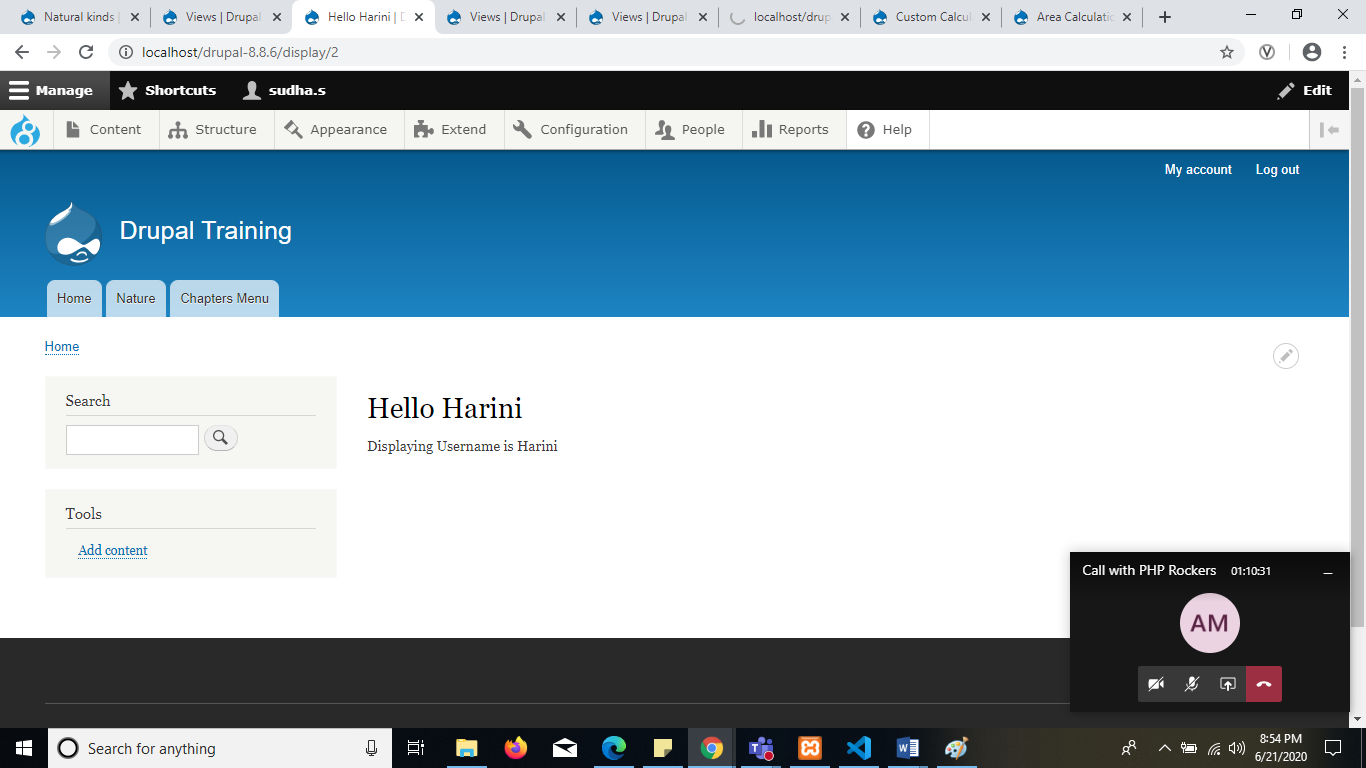 Natural kinds | Views | Drupal Hello Harini | D Views | Drupal Views | Drupal localhost/drup Custom Calcu Area Calculatio
localhost/drupal-8.8.6/display/2
Manage Shortcuts sudha.s Edit
Content Structure Appearance Extend Configuration People Reports Help
My account Log out
Drupal Training
Home Nature Chapters Menu
Home
Search
Hello Harini
Displaying Username is Harini
Tools
Add content
Call with PHP Rockers 01:10:31
AM
Search for anything
8:54 PM
6/21/2020